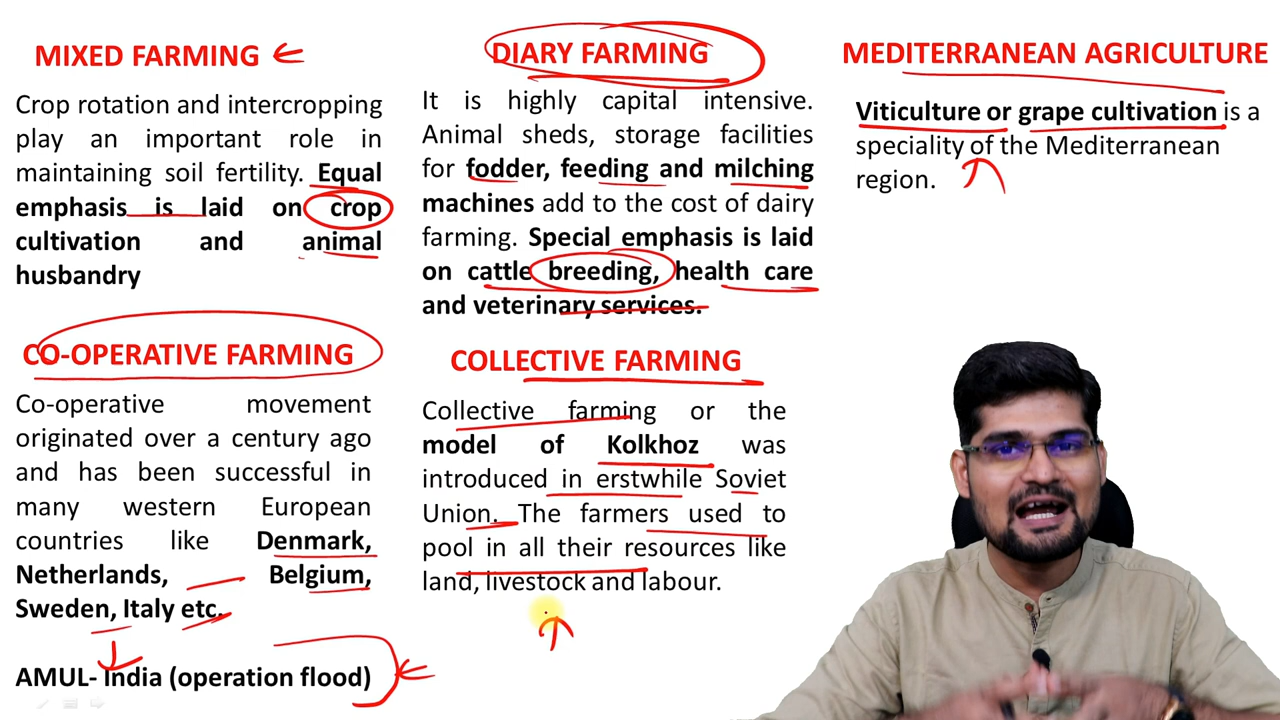 MIXED FARMING
Crop rotation and intercropping
play an important role in
maintaining soil fertility. Equal
emphasis is laid on crop
cultivation and animal
husbandry
DIARY FARMING
It is highly capital intensive.
Animal sheds, storage facilities
for fodder, feeding and milching
machines add to the cost of dairy
farming. Special emphasis is laid
on cattle breeding, health care
and veterinary services.
MEDITERRANEAN AGRICULTURE
Viticulture or grape cultivation is a
speciality of the Mediterranean
region.
CO-OPERATIVE FARMING
Co-operative movement
originated over a century ago
and has been successful in
many western European
countries like Denmark,
Netherlands, Belgium,
Sweden, Italy etc.
AMUL- India (operation flood)
COLLECTIVE FARMING
Collective farming or the
model of Kolkhoz was
introduced in erstwhile Soviet
Union. The farmers used to
pool in all their resources like
land, livestock and labour.